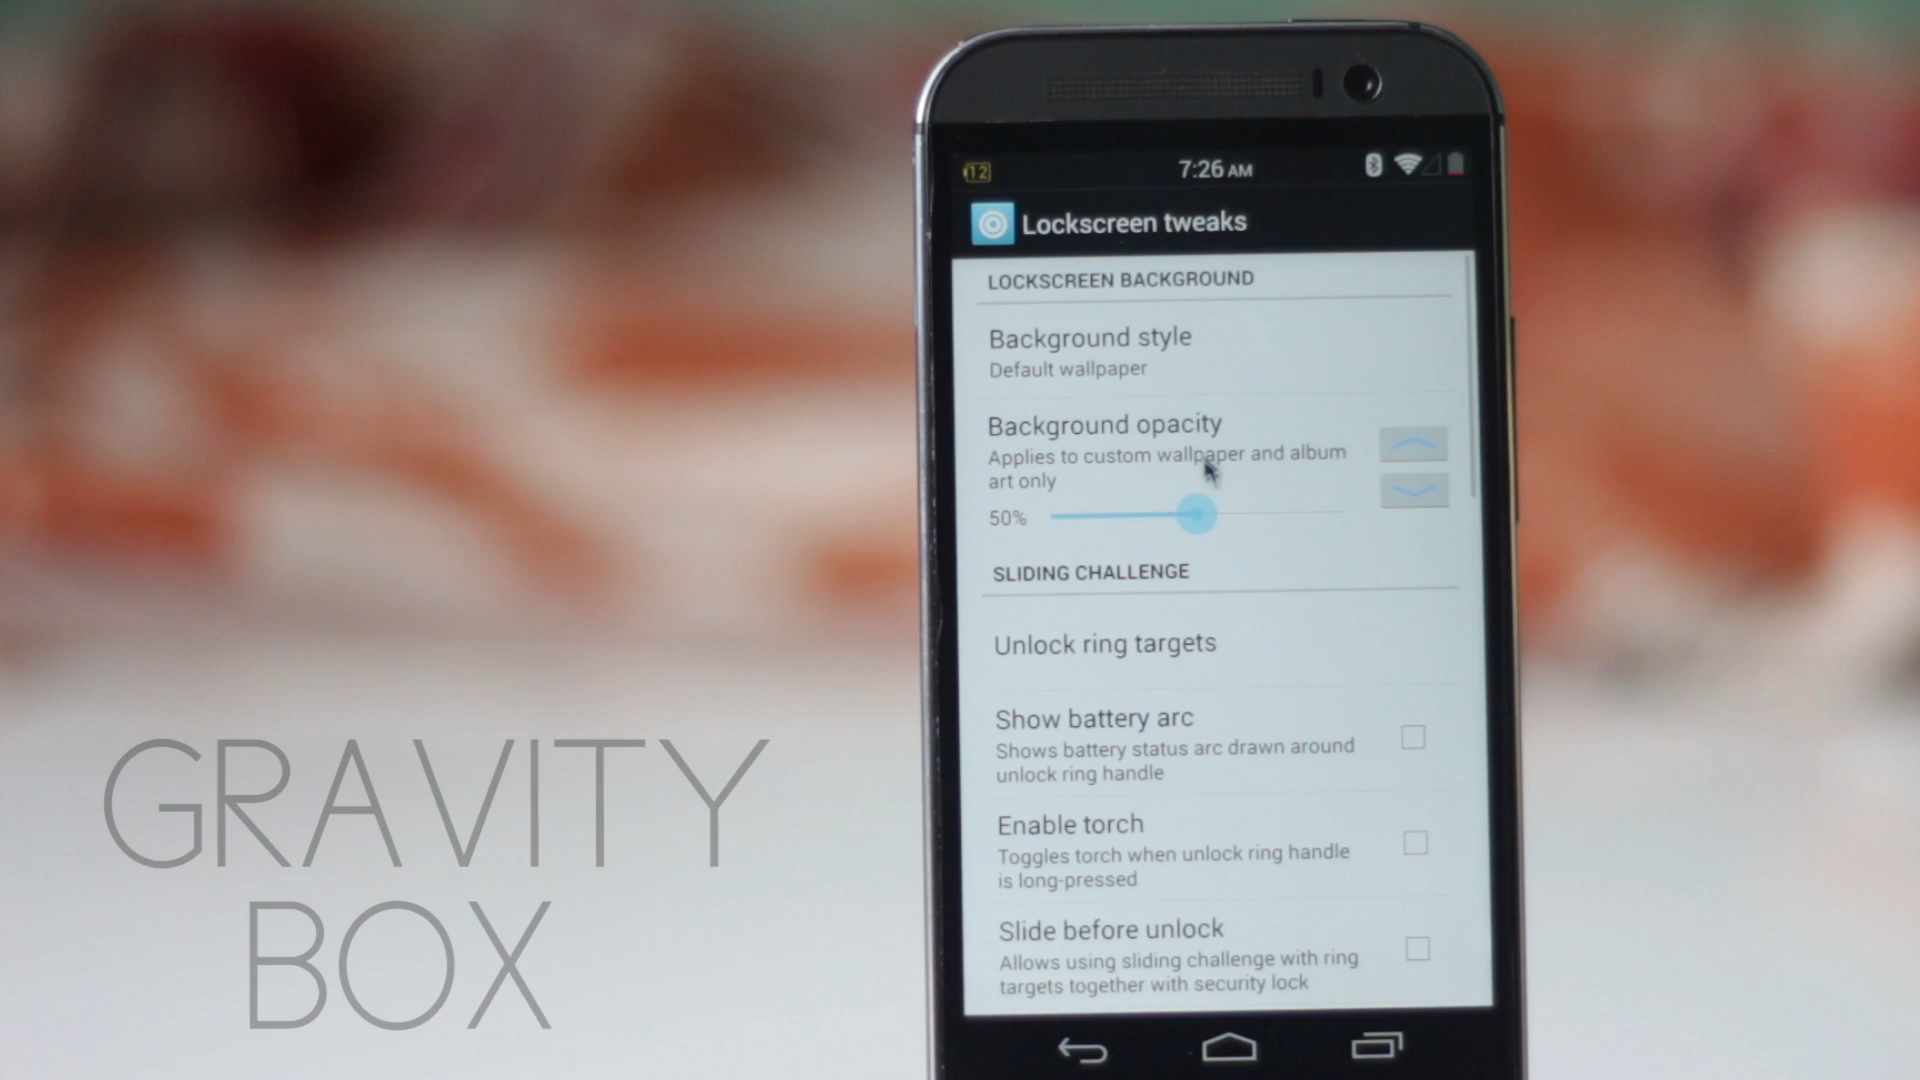 12
7:26 AM
Lockscreen tweaks
LOCKSCREEN BACKGROUND
Background style
Default wallpaper
Background opacity
Applies to custom wallpaper and album
art only
50%
SLIDING CHALLENGE
Unlock ring targets
Show battery arc
Shows battery status arc drawn around
unlock ring handle
Enable torch
Toggles torch when unlock ring handle
is long-pressed
Slide before unlock
Allows using sliding challenge with ring
targets together with security lock
GRAVITY
BOX